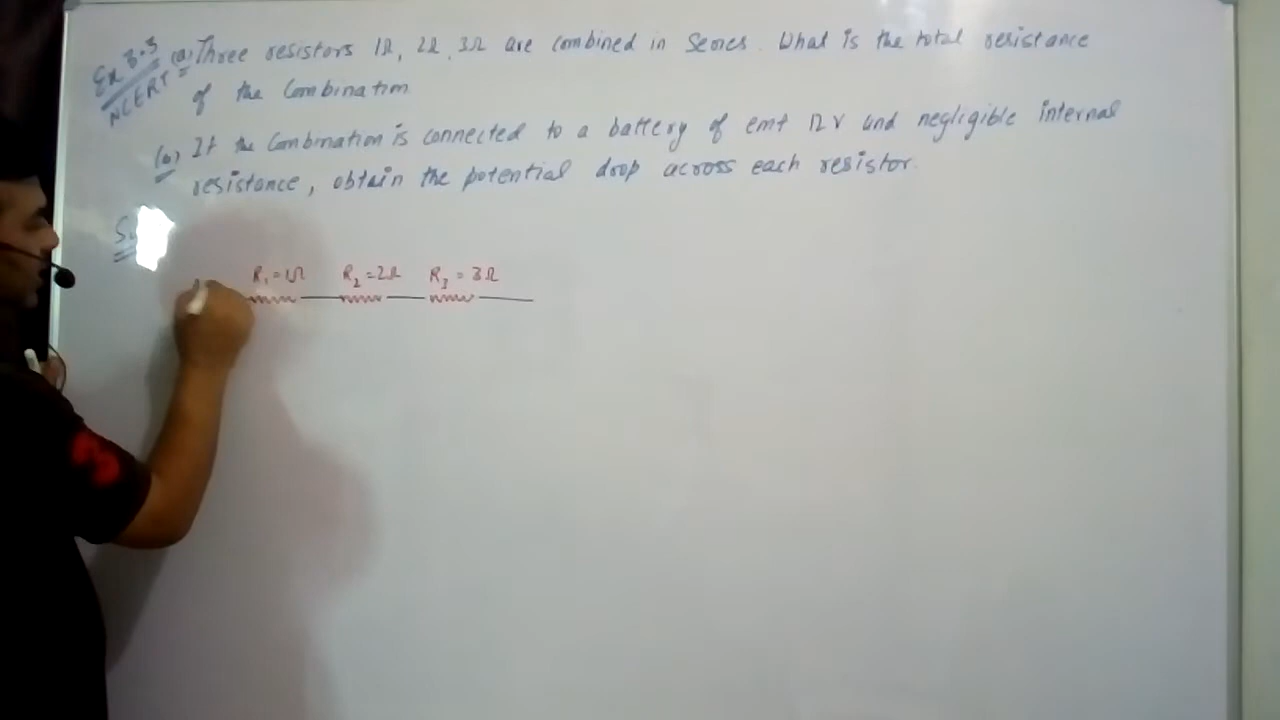 Ex 3.3 (a) Three resistors 1Ω, 2Ω, 3Ω are combined in Series. What is the total resistance
NCERT
of the Combination
(b) If the Combination is connected to a battery of emf 12 V and negligible internal
resistance, obtain the potential drop across each resistor.
R₁ = 1Ω R₂ = 2Ω R₃ = 3Ω